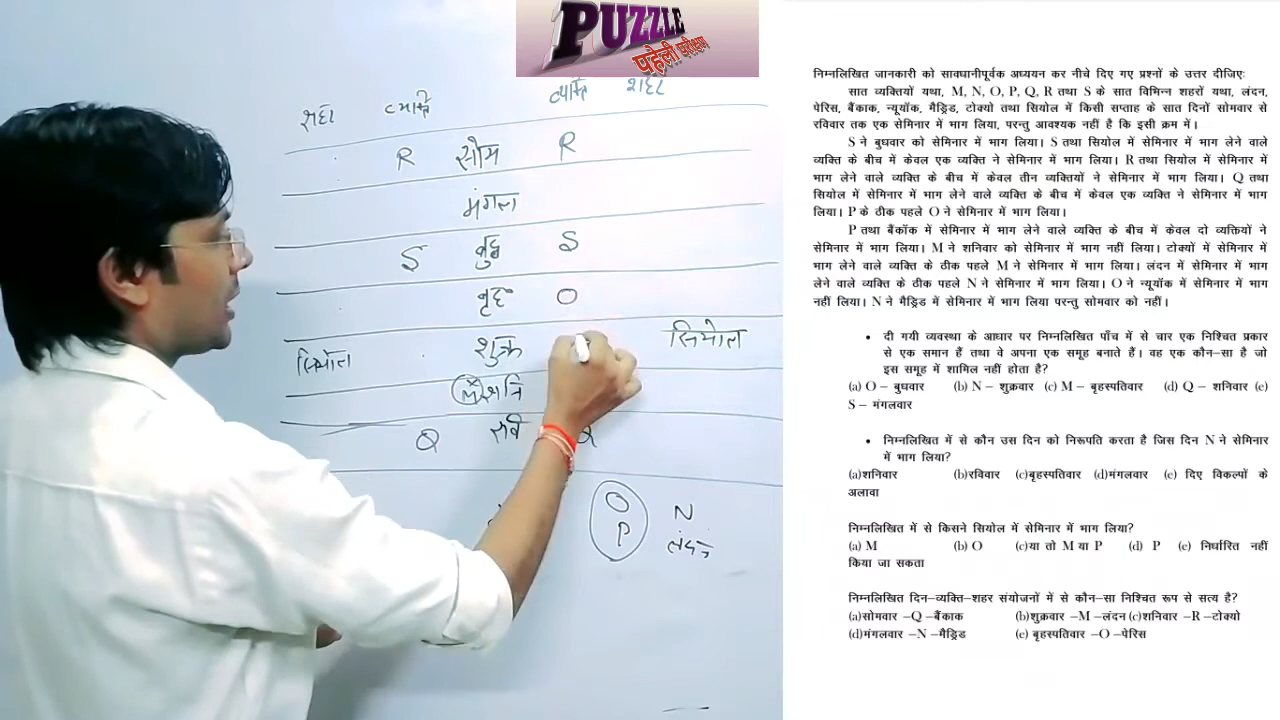 PUZZLE
पहेली परीक्षण
शहर व्यक्ति व्यक्ति शहर
R सोम R
मंगल
S बुध S
बृह० O
सियोल शुक्र सियोल
शनि
Q रवि
O N
P लंदन
निम्नलिखित जानकारी को सावधानीपूर्वक अध्ययन कर नीचे दिए गए प्रश्नों के उत्तर दीजिएः
सात व्यक्तियों यथा, M, N, O, P, Q, R तथा S के सात विभिन्न शहरों यथा, लंदन,
पेरिस, बैंकाक, न्यूयॉक, मैड्रिड, टोक्यो तथा सियोल में किसी सप्ताह के सात दिनों सोमवार से
रविवार तक एक सेमिनार में भाग लिया, परन्तु आवश्यक नहीं है कि इसी क्रम में।
S ने बुधवार को सेमिनार में भाग लिया। S तथा सियोल में सेमिनार में भाग लेने वाले
व्यक्ति के बीच में केवल एक व्यक्ति ने सेमिनार में भाग लिया। R तथा सियोल में सेमिनार में
भाग लेने वाले व्यक्ति के बीच में केवल तीन व्यक्तियों ने सेमिनार में भाग लिया। Q तथा
सियोल में सेमिनार में भाग लेने वाले व्यक्ति के बीच में केवल एक व्यक्ति ने सेमिनार में भाग
लिया। P के ठीक पहले O ने सेमिनार में भाग लिया।
P तथा बैंकॉक में सेमिनार में भाग लेने वाले व्यक्ति के बीच में केवल दो व्यक्तियों ने
सेमिनार में भाग लिया। M ने शनिवार को सेमिनार में भाग नहीं लिया। टोक्यो में सेमिनार में
भाग लेने वाले व्यक्ति के ठीक पहले M ने सेमिनार में भाग लिया। लंदन में सेमिनार में भाग
लेने वाले व्यक्ति के ठीक पहले N ने सेमिनार में भाग लिया। O ने न्यूयॉक में सेमिनार में भाग
नहीं लिया। N ने मैड्रिड में सेमिनार में भाग लिया परन्तु सोमवार को नहीं।
• दी गयी व्यवस्था के आधार पर निम्नलिखित पाँच में से चार एक निश्चित प्रकार
से एक समान हैं तथा वे अपना एक समूह बनाते हैं। वह एक कौन–सा है जो
इस समूह में शामिल नहीं होता है?
(a) O – बुधवार (b) N – शुक्रवार (c) M – बृहस्पतिवार (d) Q – शनिवार (e)
S – मंगलवार
• निम्नलिखित में से कौन उस दिन को निरूपति करता है जिस दिन N ने सेमिनार
में भाग लिया?
(a)शनिवार (b)रविवार (c)बृहस्पतिवार (d)मंगलवार (e) दिए विकल्पों के
अलावा
निम्नलिखित में से किसने सियोल में सेमिनार में भाग लिया?
(a) M (b) O (c)या तो M या P (d) P (e) निर्धारित नहीं
किया जा सकता
निम्नलिखित दिन–व्यक्ति–शहर संयोजनों में से कौन–सा निश्चित रूप से सत्य है?
(a)सोमवार –Q –बैंकाक (b)शुक्रवार –M –लंदन (c)शनिवार –R –टोक्यो
(d)मंगलवार –N –मैड्रिड (e) बृहस्पतिवार –O –पेरिस